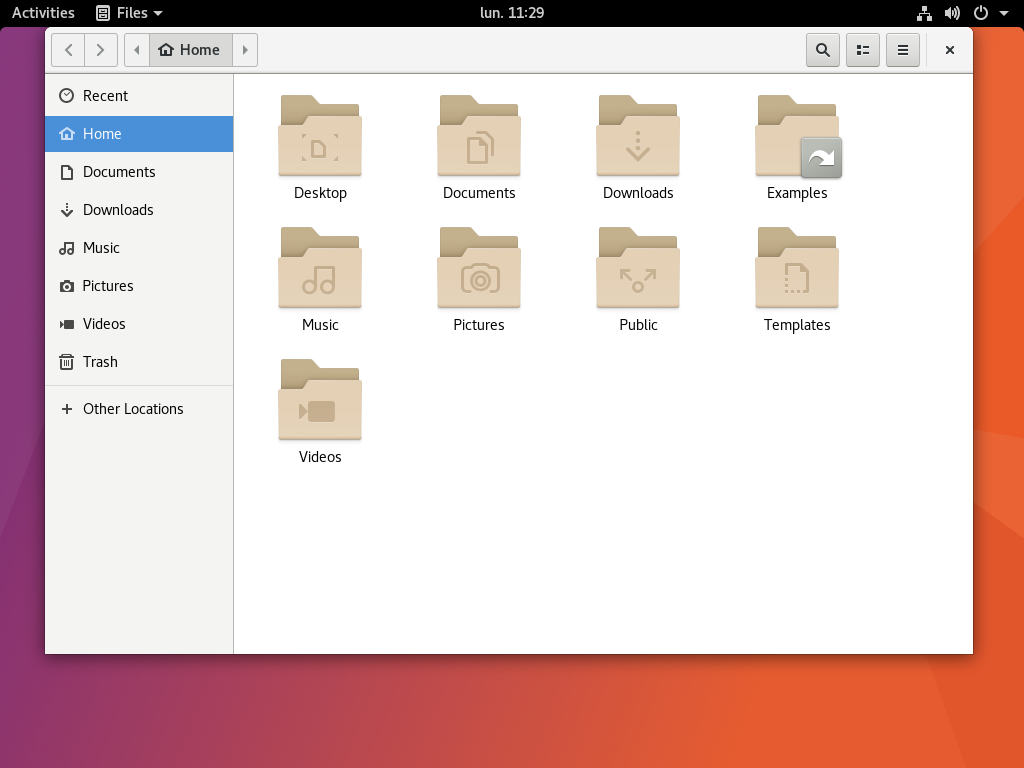 Activities Files lun. 11:29
Home
Recent
Home
Documents
Downloads
Music
Pictures
Videos
Trash
Other Locations
Desktop Documents Downloads Examples
Music Pictures Public Templates
Videos